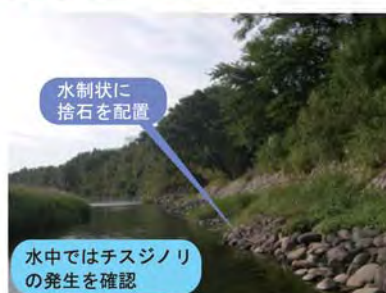 水制状に
捨石を配置
水中ではチスジノリ
の発生を確認